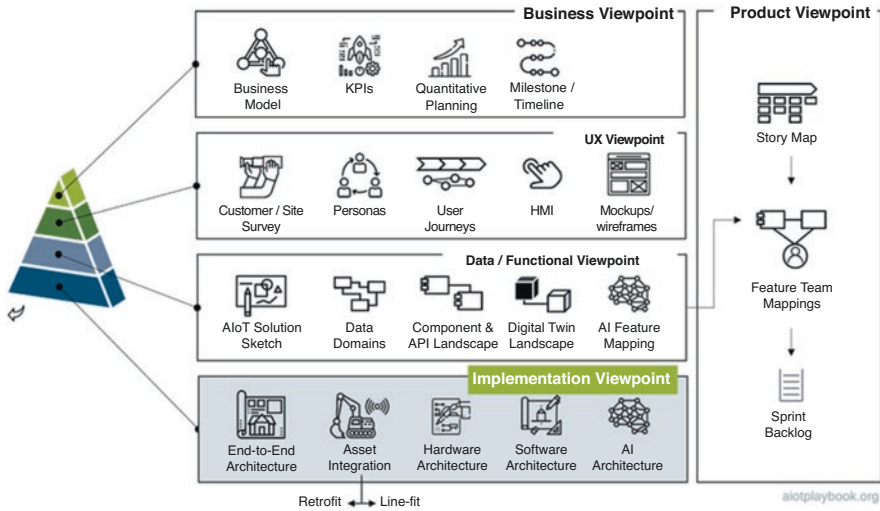 Business Viewpoint
Business
Model
KPIs
Quantitative
Planning
Milestone /
Timeline
UX Viewpoint
Customer / Site
Survey
Personas
User
Journeys
HMI
Mockups/
wireframes
Data / Functional Viewpoint
AIoT Solution
Sketch
Data
Domains
Component &
API Landscape
Digital Twin
Landscape
AI Feature
Mapping
Implementation Viewpoint
End-to-End
Architecture
Asset
Integration
Hardware
Architecture
Software
Architecture
AI
Architecture
Retrofit
Line-fit
Product Viewpoint
Story Map
Feature Team
Mappings
Sprint
Backlog
aiotplaybook.org